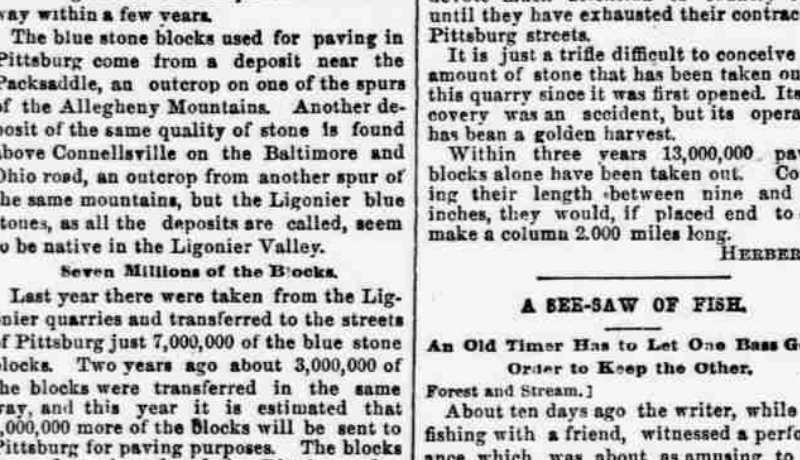 way within a few years.
The blue stone blocks used for paving in
Pittsburg come from a deposit near the
Packsaddle, an outcrop on one of the spurs
of the Allegheny Mountains. Another de-
posit of the same quality of stone is found
above Connellsville on the Baltimore and
Ohio road, an outcrop from another spur of
the same mountains, but the Ligonier blue
stones, as all the deposits are called, seem
to be native in the Ligonier Valley.
Seven Millions of the Blocks.
Last year there were taken from the Lig-
onier quarries and transferred to the streets
of Pittsburg just 7,000,000 of the blue stone
blocks. Two years ago about 3,000,000 of
the blocks were transferred in the same
way, and this year it is estimated that
,000,000 more of the blocks will be sent to
Pittsburg for paving purposes. The blocks
until they have exhausted their contrac
Pittsburg streets.
It is just a trifle difficult to conceive
amount of stone that has been taken ou
this quarry since it was first opened. Its
covery was an accident, but its opera
has bean a golden harvest.
Within three years 13,000,000 pav
blocks alone have been taken out. Co
ing their length between nine and
inches, they would, if placed end to
make a column 2.000 miles long.
HERBER
A SEE-SAW OF FISH.
An Old Timer Has to Let One Bass G
Order to Keep the Other.
Forest and Stream.]
About ten days ago the writer, while
fishing with a friend, witnessed a perfo
ance which was about as amusing to